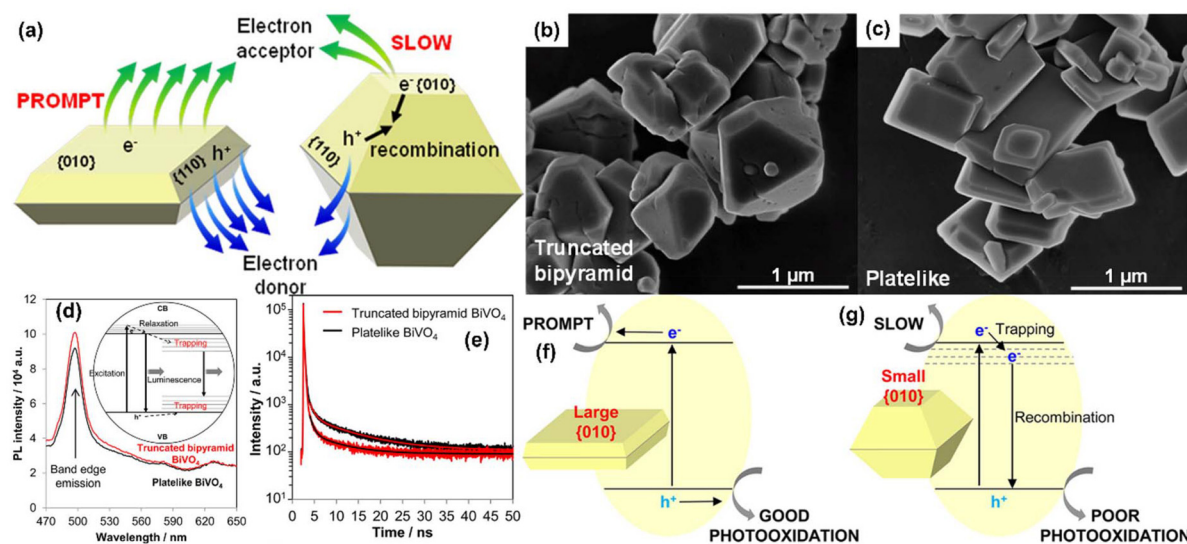 (a)
Electron
acceptor
SLOW
PROMPT
e-
{010}
{110}
h+
e- {010}
h+
{110}
recombination
Electron
donor
(b)
Truncated
bipyramid
1 µm
(c)
Platelike
1 µm
(d)
PL intensity / 10⁴ a.u.
12
10
8
6
4
2
0
470 500 530 560 590 620 650
Wavelength / nm
CB
Relaxation
e-
Trapping
Excitation
Luminescence
Trapping
h+
VB
Truncated bipyramid
BiVO₄
Band edge
emission
Platelike BiVO₄
(e)
Truncated bipyramid BiVO₄
Platelike BiVO₄
Intensity / a.u.
10⁵
10⁴
10³
10²
10¹
0 5 10 15 20 25 30 35 40 45 50
Time / ns
(f)
PROMPT
e-
Large
{010}
h+
GOOD
PHOTOOXIDATION
(g)
SLOW
e-
Trapping
e-
Small
{010}
Recombination
h+
POOR
PHOTOOXIDATION